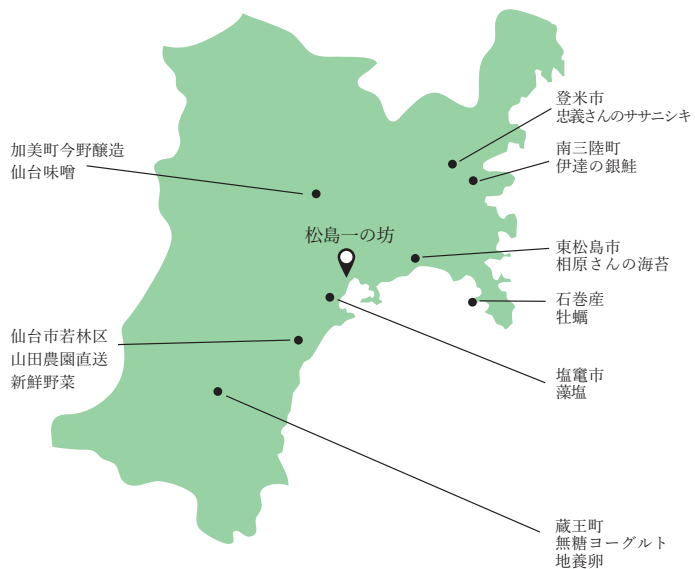 加美町今野醸造
仙台味噌
仙台市若林区
山田農園直送
新鮮野菜
松島一の坊
登米市
忠義さんのササニシキ
南三陸町
伊達の銀鮭
東松島市
相原さんの海苔
石巻産
牡蠣
塩竈市
藻塩
蔵王町
無糖ヨーグルト
地養卵